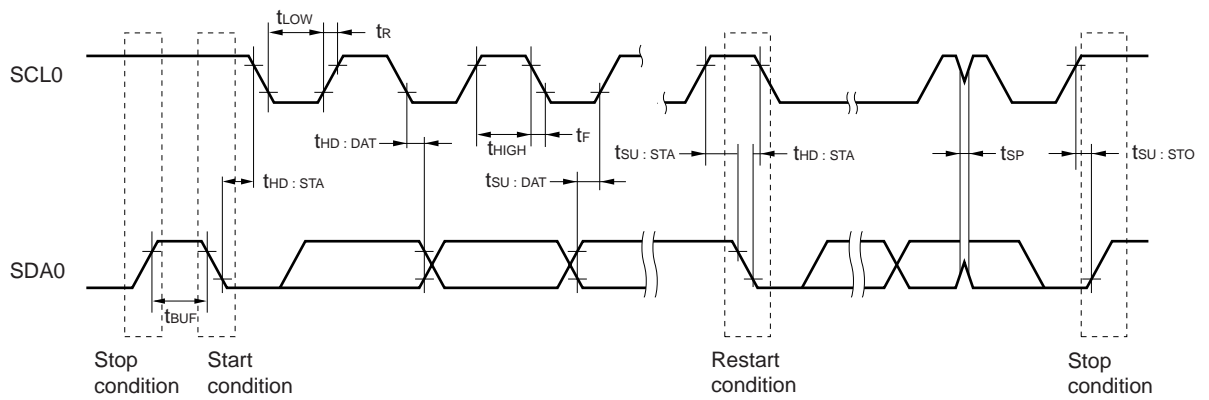 tLOW
tR
SCL0
tHD : DAT
tHIGH
tF
tSU : STA
tHD : STA
tSP
tSU : STO
tHD : STA
tSU : DAT
SDA0
tBUF
Stop
condition
Start
condition
Restart
condition
Stop
condition